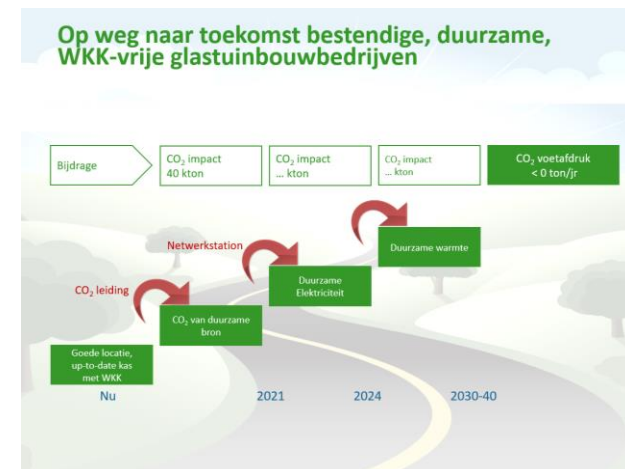 Op weg naar toekomst bestendige, duurzame,
WKK-vrije glastuinbouwbedrijven
Bijdrage
CO₂ impact
40 kton
CO₂ impact
... kton
CO₂ impact
... kton
CO₂ voetafdruk
< 0 ton/jr
Netwerkstation
Duurzame warmte
CO₂ leiding
Duurzame
Elektriciteit
CO₂ van duurzame
bron
Goede locatie,
up-to-date kas
met WKK
Nu
2021
2024
2030-40